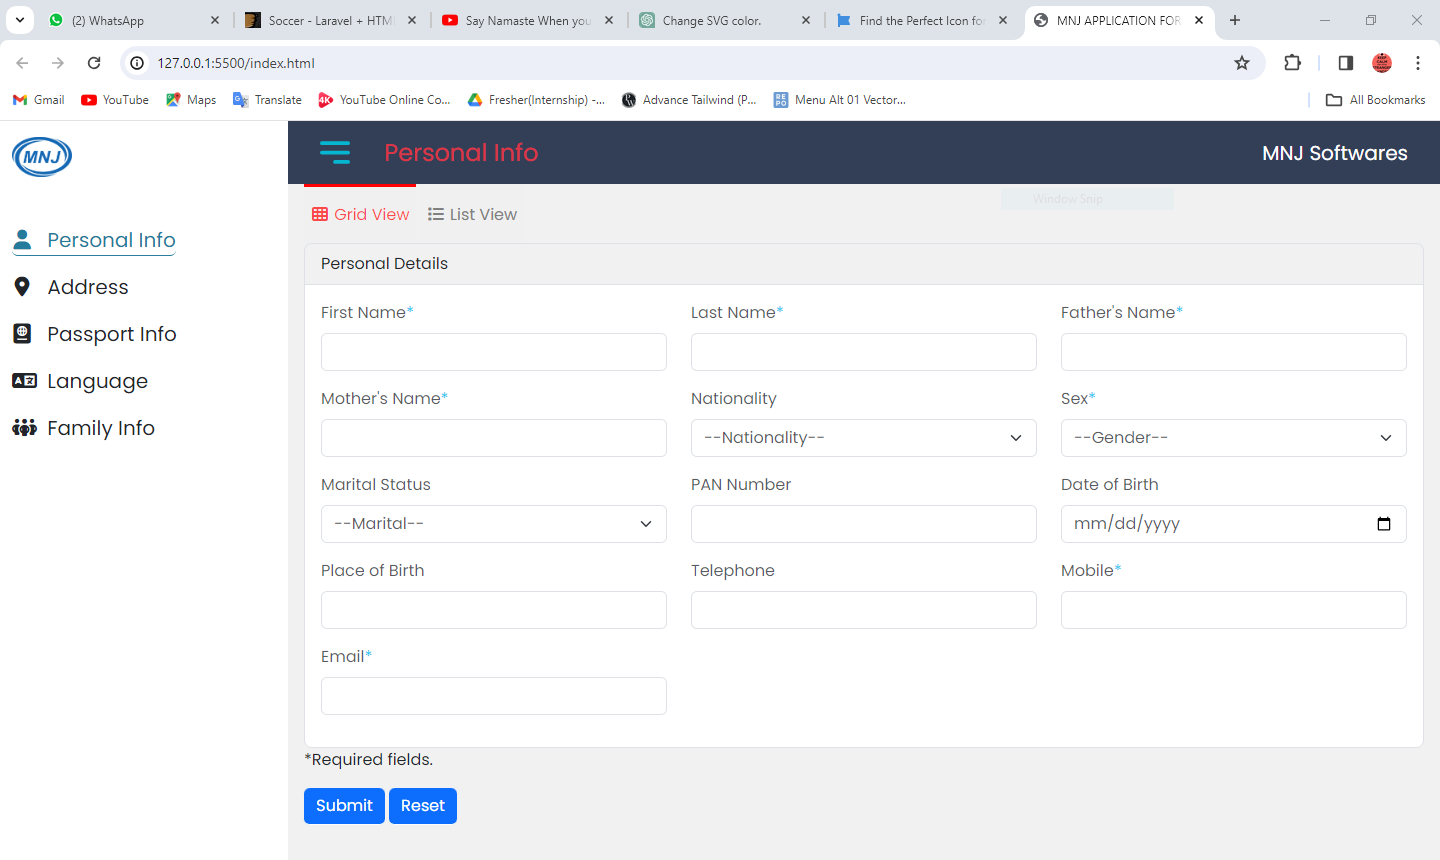 (2) WhatsApp
Soccer - Laravel + HTM
Say Namaste When you
Change SVG color.
Find the Perfect Icon for
MNJ APPLICATION FOR
127.0.0.1:5500/index.html
Gmail
YouTube
Maps
Translate
YouTube Online Co...
Fresher(Internship) -...
Advance Tailwind (P...
Menu Alt 01 Vector...
All Bookmarks
MNJ
Personal Info
MNJ Softwares
Window Snip
Grid View
List View
Personal Info
Address
Passport Info
Language
Family Info
Personal Details
First Name*
Last Name*
Father's Name*
Mother's Name*
Nationality
Sex*
--Nationality--
--Gender--
Marital Status
PAN Number
Date of Birth
--Marital--
mm/dd/yyyy
Place of Birth
Telephone
Mobile*
Email*
*Required fields.
Submit
Reset